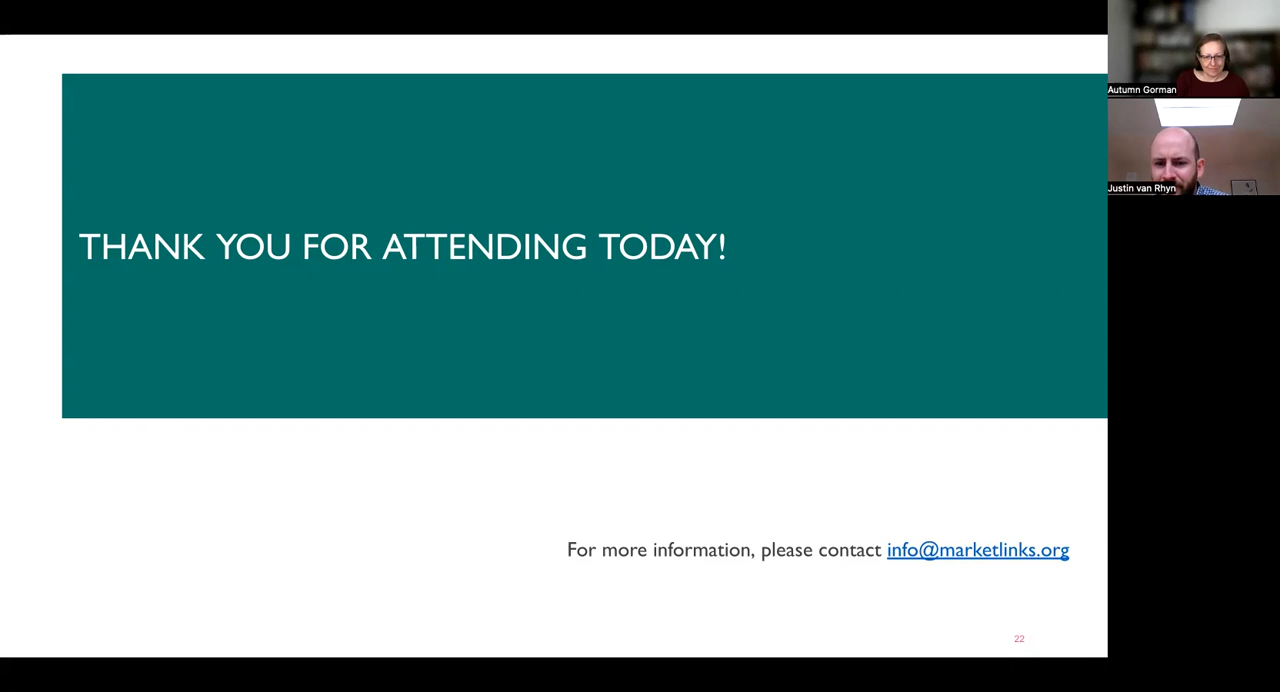 Autumn Gorman
Justin van Rhyn
THANK YOU FOR ATTENDING TODAY!
For more information, please contact info@marketlinks.org
22